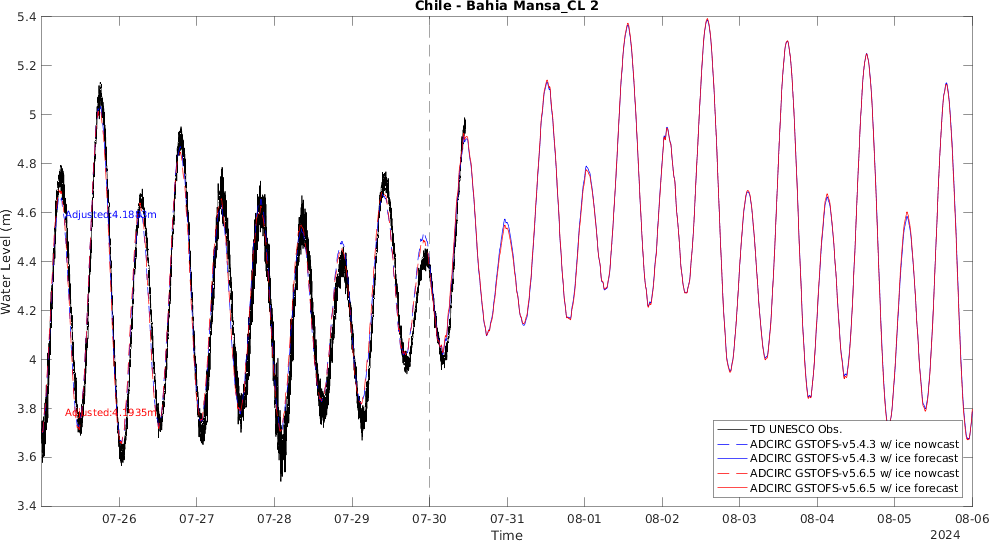 Chile - Bahia Mansa_CL 2
5.4
5.2
5
4.8
4.6
4.4
4.2
4
3.8
3.6
3.4
Water Level (m)
Adjusted:4.1935m
TD UNESCO Obs.
ADCIRC GSTOFS-v5.4.3 w/ ice nowcast
ADCIRC GSTOFS-v5.4.3 w/ ice forecast
ADCIRC GSTOFS-v5.6.5 w/ ice nowcast
ADCIRC GSTOFS-v5.6.5 w/ ice forecast
07-26 07-27 07-28 07-29 07-30 07-31 08-01 08-02 08-03 08-04 08-05 08-06
Time
2024